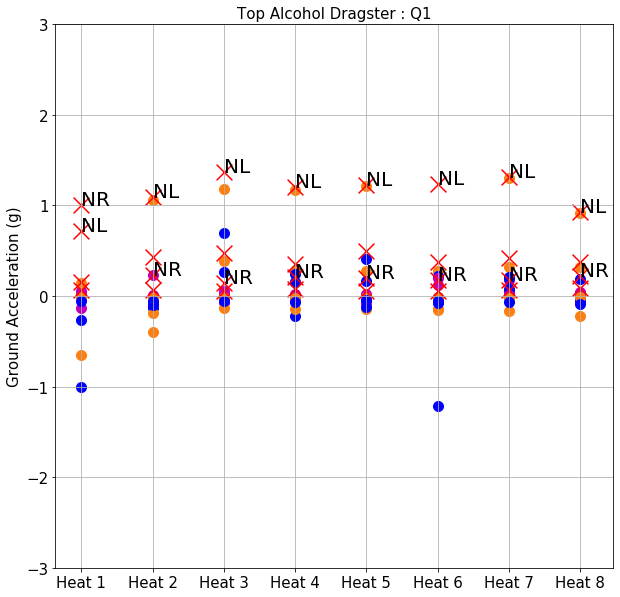 Top Alcohol Dragster : Q1
Ground Acceleration (g)
3
2
1
0
−1
−2
−3
NR
NL
NL
NR
NL
NR
NL
NR
NL
NR
NL
NR
NL
NR
NL
NR
Heat 1 Heat 2 Heat 3 Heat 4 Heat 5 Heat 6 Heat 7 Heat 8